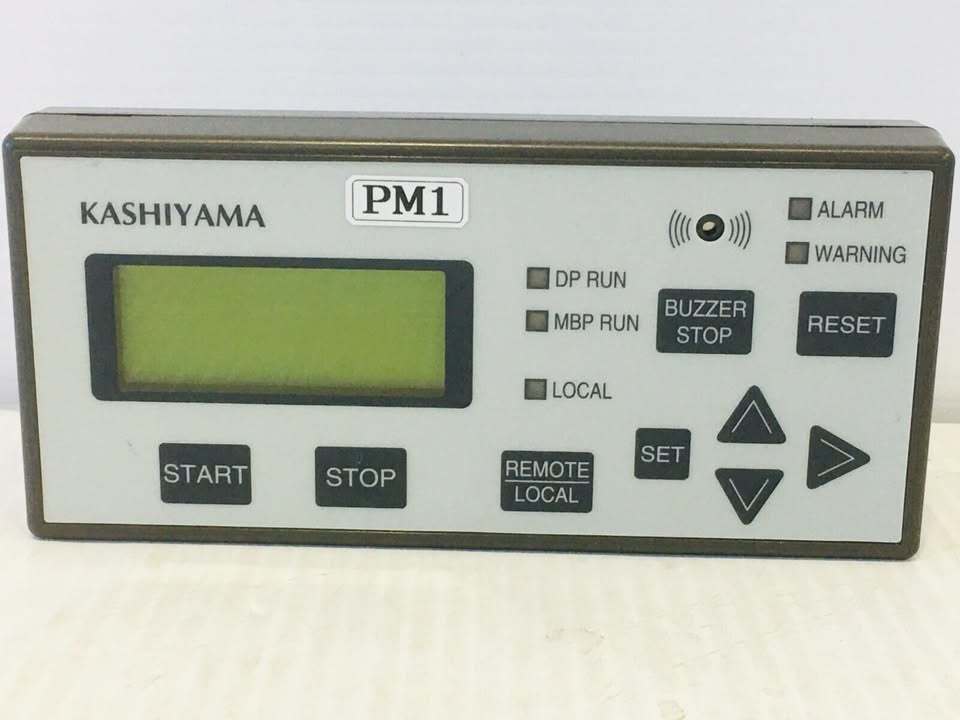 KASHIYAMA
PM1
ALARM
WARNING
DP RUN
MBP RUN
LOCAL
BUZZER
STOP
RESET
START
STOP
REMOTE
LOCAL
SET